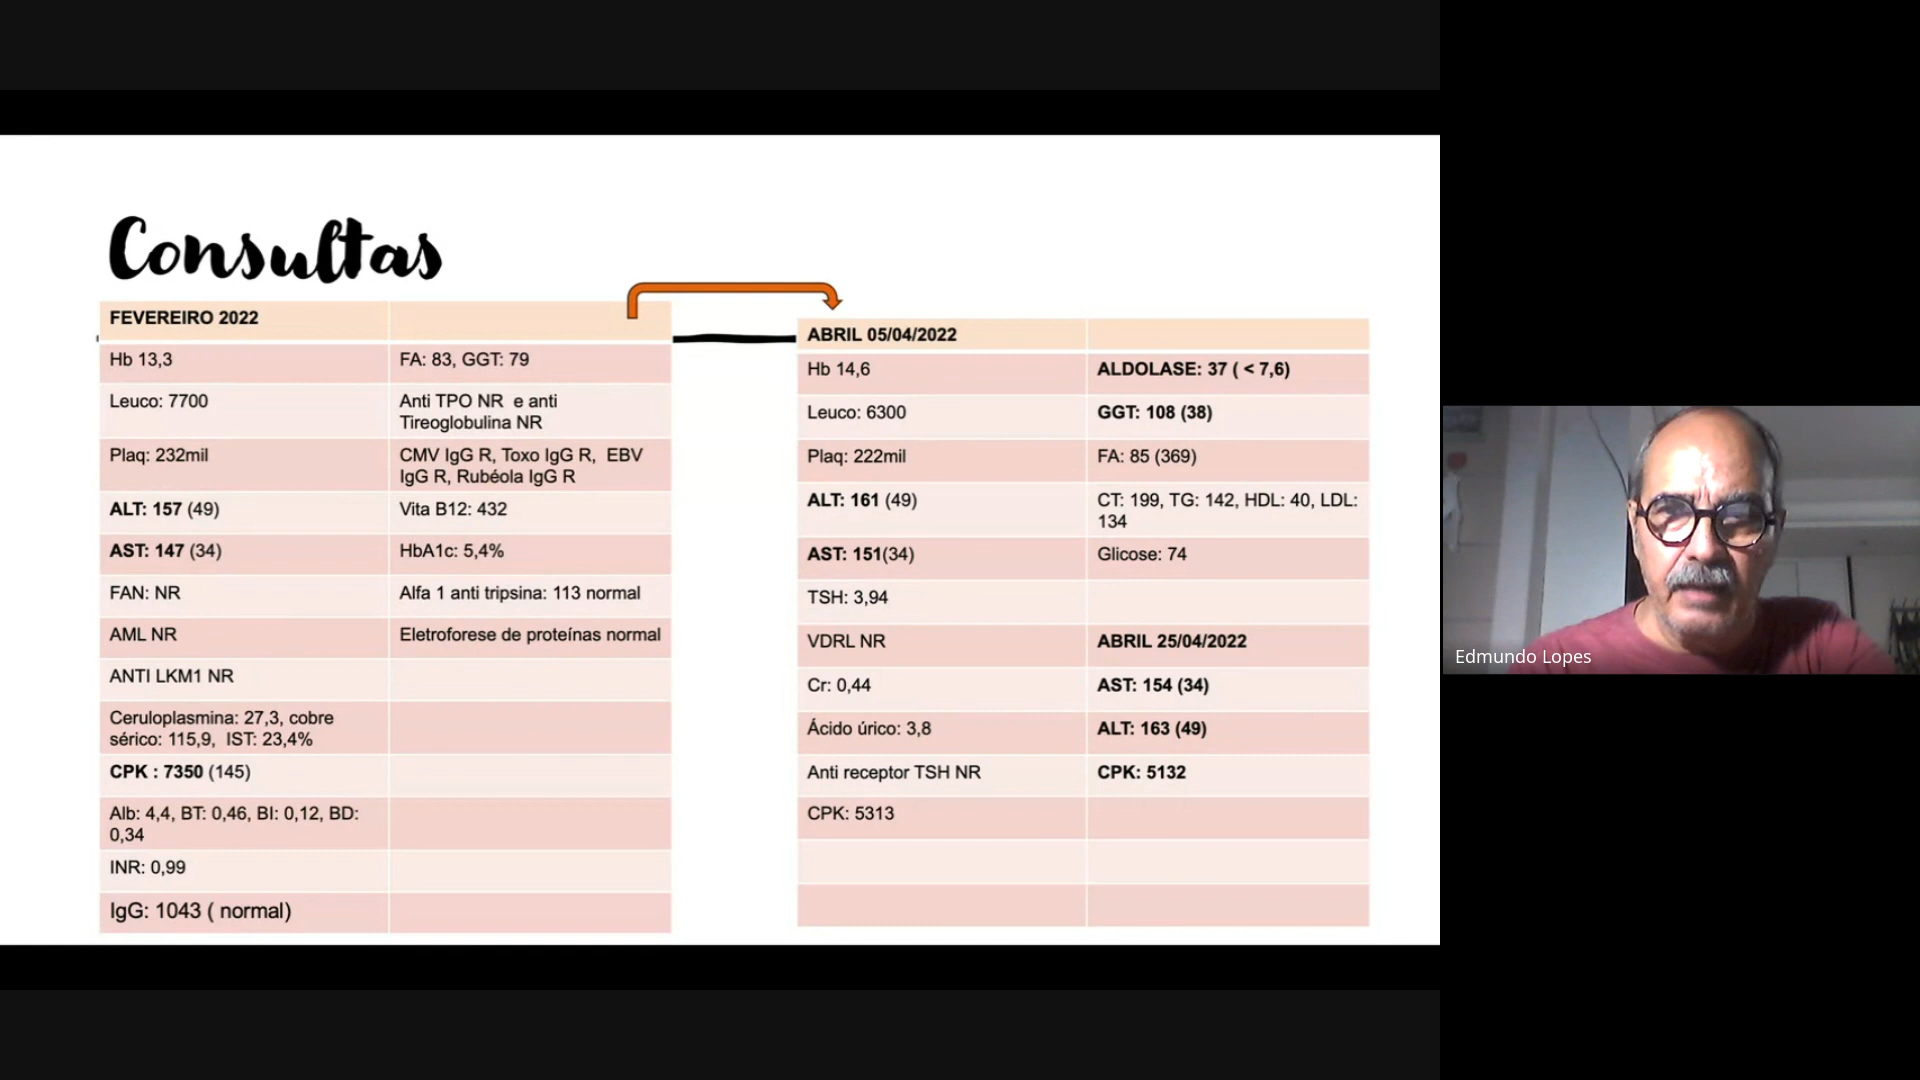 Consultas
FEVEREIRO 2022
Hb 13,3
FA: 83, GGT: 79
Leuco: 7700
Anti TPO NR e anti
Tireoglobulina NR
Plaq: 232mil
CMV IgG R, Toxo IgG R, EBV
IgG R, Rubéola IgG R
ALT: 157 (49)
Vita B12: 432
AST: 147 (34)
HbA1c: 5,4%
FAN: NR
Alfa 1 anti tripsina: 113 normal
AML NR
Eletroforese de proteínas normal
ANTI LKM1 NR
Ceruloplasmina: 27,3, cobre
sérico: 115,9, IST: 23,4%
CPK : 7350 (145)
Alb: 4,4, BT: 0,46, BI: 0,12, BD:
0,34
INR: 0,99
IgG: 1043 ( normal)
ABRIL 05/04/2022
Hb 14,6
ALDOLASE: 37 ( < 7,6)
Leuco: 6300
GGT: 108 (38)
Plaq: 222mil
FA: 85 (369)
ALT: 161 (49)
CT: 199, TG: 142, HDL: 40, LDL:
134
AST: 151(34)
Glicose: 74
TSH: 3,94
VDRL NR
ABRIL 25/04/2022
Cr: 0,44
AST: 154 (34)
Ácido úrico: 3,8
ALT: 163 (49)
Anti receptor TSH NR
CPK: 5132
CPK: 5313
Edmundo Lopes